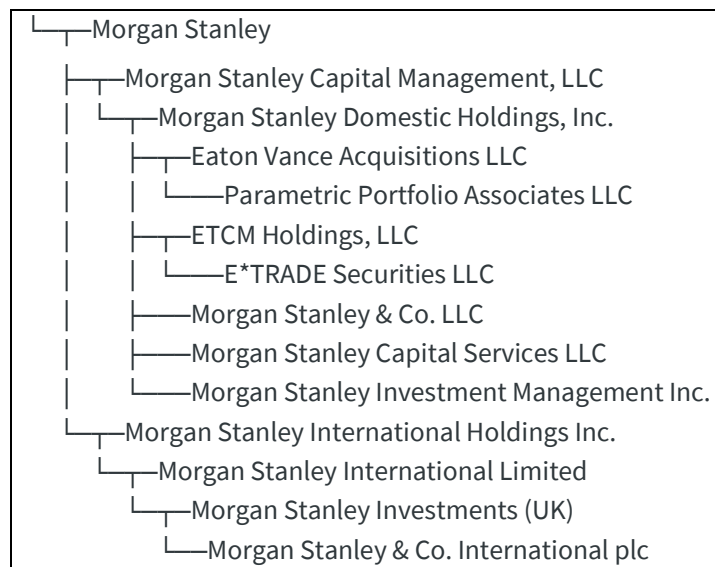 Morgan Stanley
Morgan Stanley Capital Management, LLC
Morgan Stanley Domestic Holdings, Inc.
Eaton Vance Acquisitions LLC
Parametric Portfolio Associates LLC
ETCM Holdings, LLC
E*TRADE Securities LLC
Morgan Stanley & Co. LLC
Morgan Stanley Capital Services LLC
Morgan Stanley Investment Management Inc.
Morgan Stanley International Holdings Inc.
Morgan Stanley International Limited
Morgan Stanley Investments (UK)
Morgan Stanley & Co. International plc